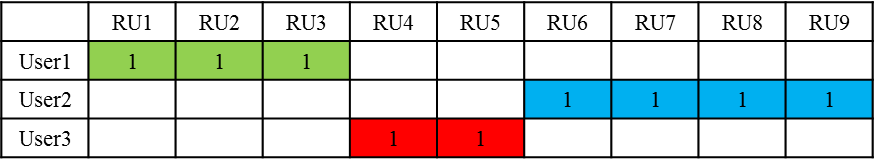 RU1 RU2 RU3 RU4 RU5 RU6 RU7 RU8 RU9
User1 1 1 1
User2 1 1 1 1
User3 1 1